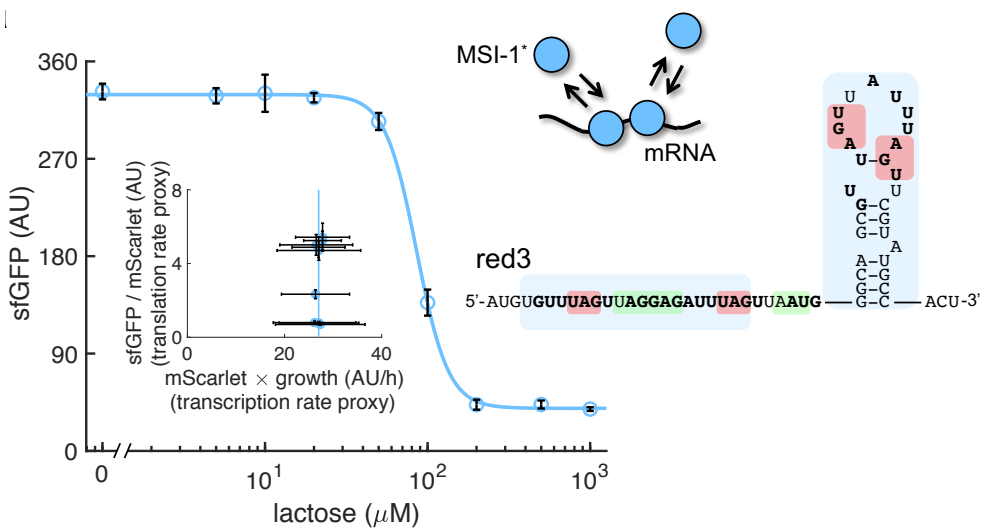 360
270
180
90
0
sfGFP (AU)
0
10¹
10²
10³
lactose (μM)
8
4
0
sfGFP / mScarlet (AU)
(translation rate proxy)
0
20
40
mScarlet × growth (AU/h)
(transcription rate proxy)
MSI-1*
mRNA
red3
5'-AUGUGUUUAGUUAGGAGAUUUAGUUAAUG
ACU-3'
A
U U
U U
G U
A A
U–G
U
U U
G–C
C–G
G–U
A